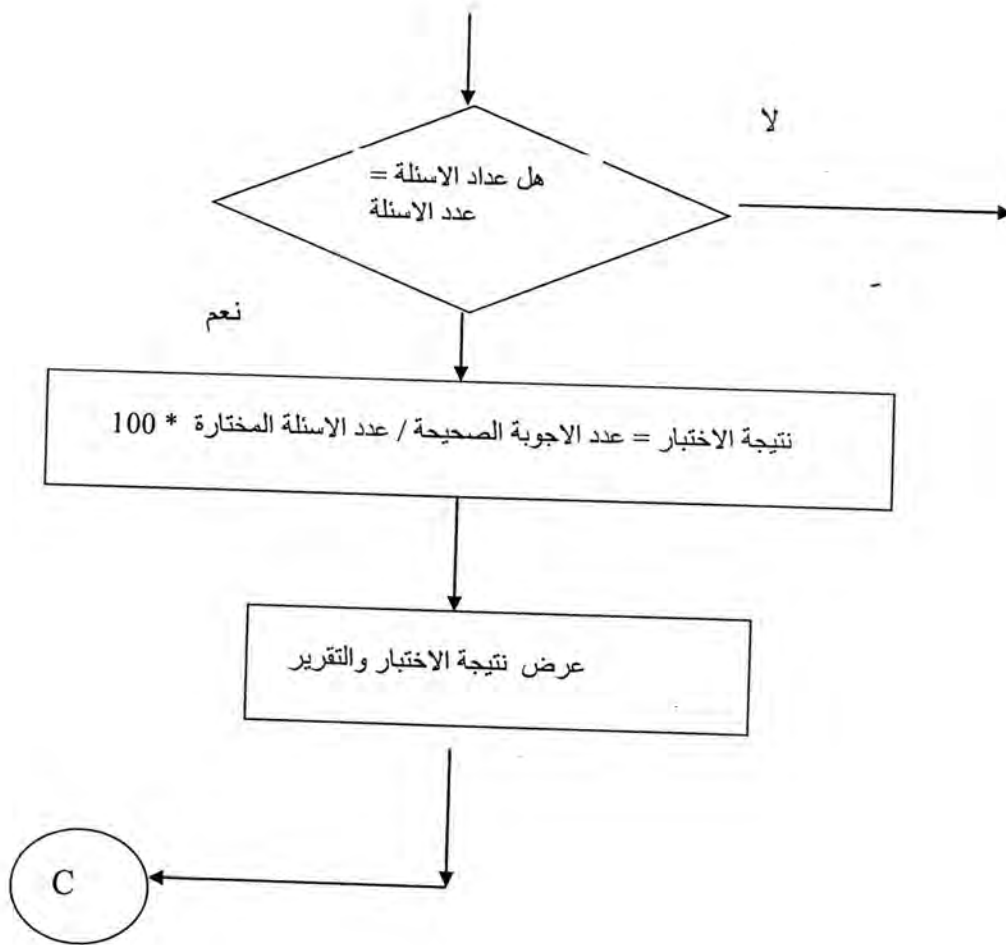 لا
هل عداد الاسئلة =
عدد الاسئلة
نعم
نتيجة الاختبار = عدد الاجوبة الصحيحة / عدد الاسئلة المختارة * 100
عرض نتيجة الاختبار والتقرير
C